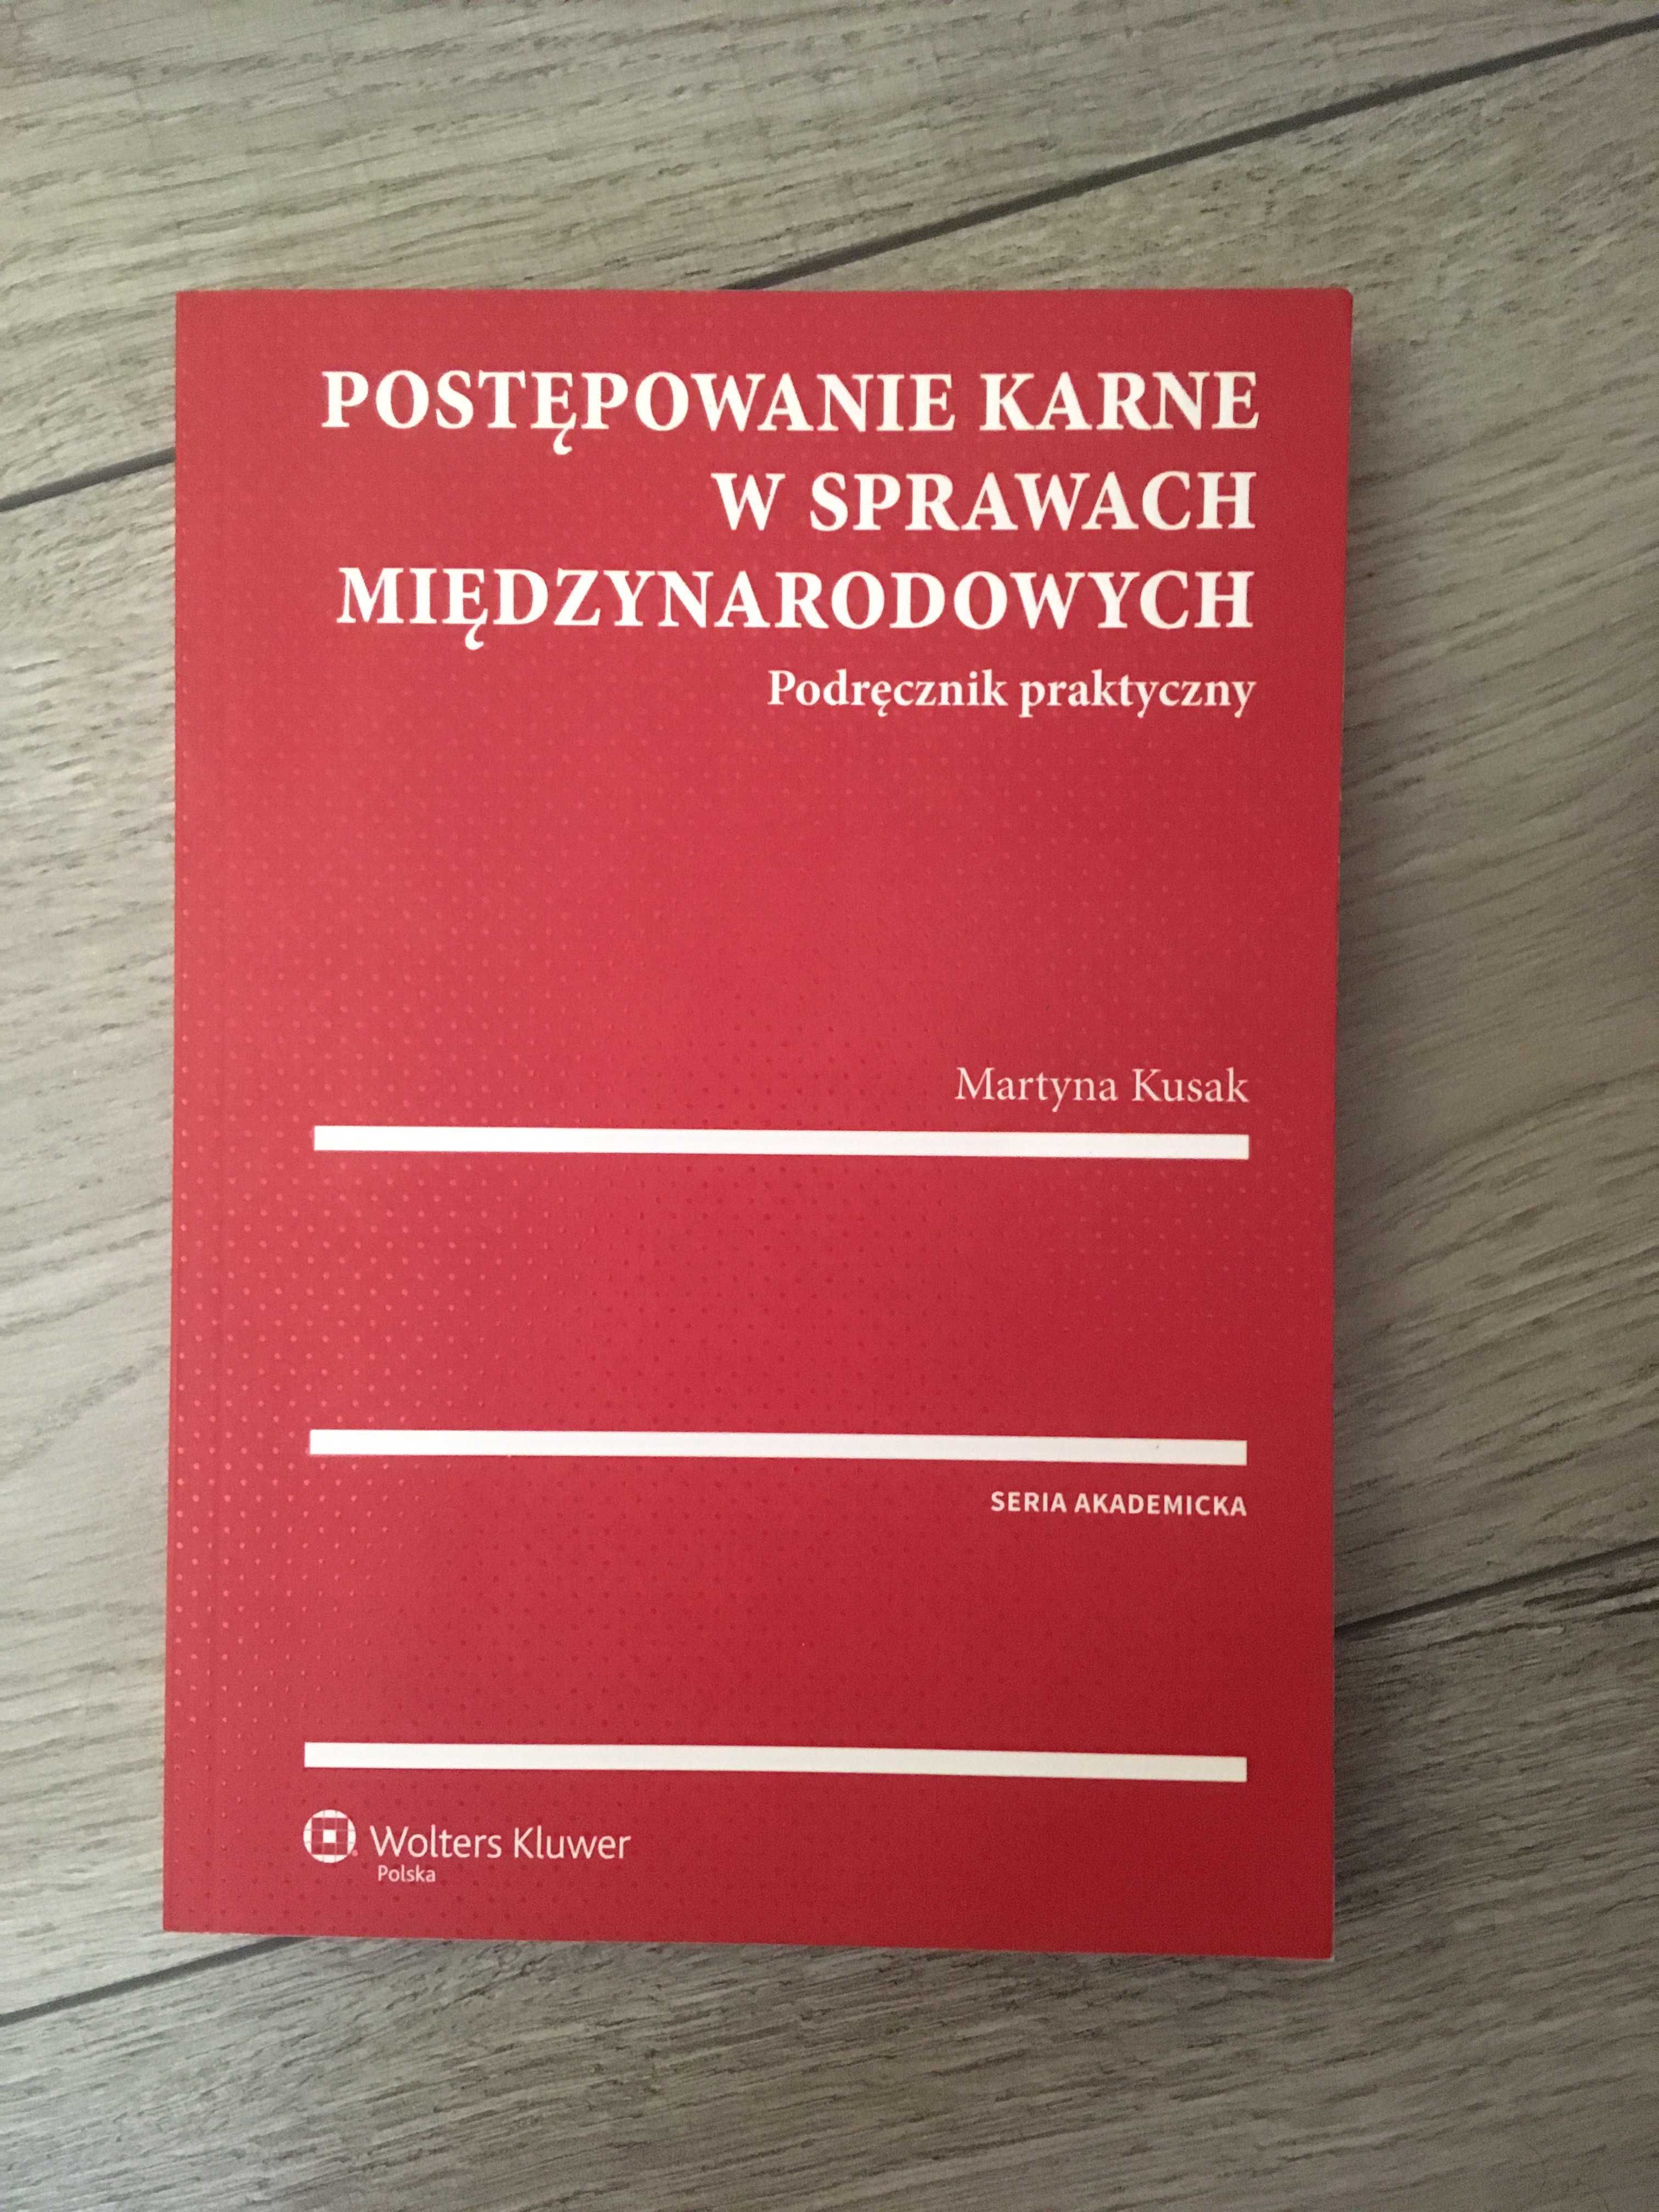 POSTĘPOWANIE KARNE
W SPRAWACH
MIĘDZYNARODOWYCH
Podręcznik praktyczny
Martyna Kusak
SERIA AKADEMICKA
Wolters Kluwer
Polska